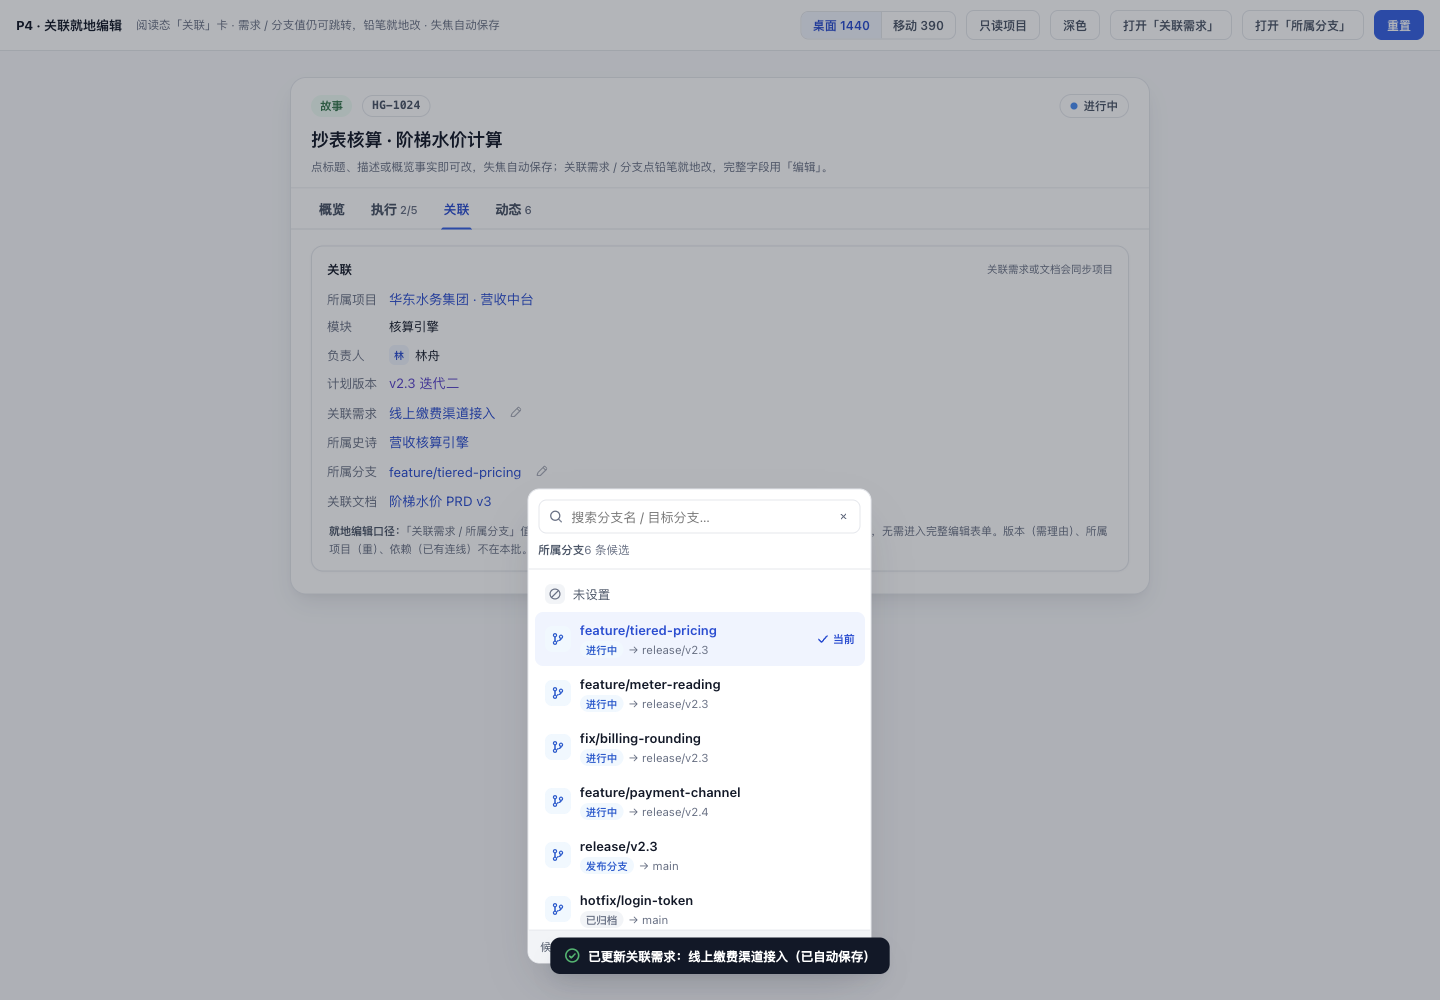 P4 · 关联就地编辑 阅读态「关联」卡 · 需求 / 分支值仍可跳转，铅笔就地改 · 失焦自动保存 桌面 1440 移动 390 只读项目 深色 打开「关联需求」 打开「所属分支」 重置
故事 HG-1024 进行中
抄表核算 · 阶梯水价计算
点标题、描述或概览事实即可改，失焦自动保存；关联需求 / 分支点铅笔就地改，完整字段用「编辑」。
概览 执行 2/5 关联 动态 6
关联 关联需求或文档会同步项目
所属项目 华东水务集团 · 营收中台
模块 核算引擎
负责人 林 林舟
计划版本 v2.3 迭代二
关联需求 线上缴费渠道接入
所属史诗 营收核算引擎
所属分支 feature/tiered-pricing
关联文档 阶梯水价 PRD v3
就地编辑口径：「关联需求 / 所属分支」值 ，无需进入完整编辑表单。版本（需理由）、所属
项目（重）、依赖（已有连线）不在本批。
搜索分支名 / 目标分支...
所属分支6 条候选
未设置
feature/tiered-pricing
进行中 → release/v2.3 当前
feature/meter-reading
进行中 → release/v2.3
fix/billing-rounding
进行中 → release/v2.3
feature/payment-channel
进行中 → release/v2.4
release/v2.3
发布分支 → main
hotfix/login-token
已归档 → main
已更新关联需求：线上缴费渠道接入（已自动保存）